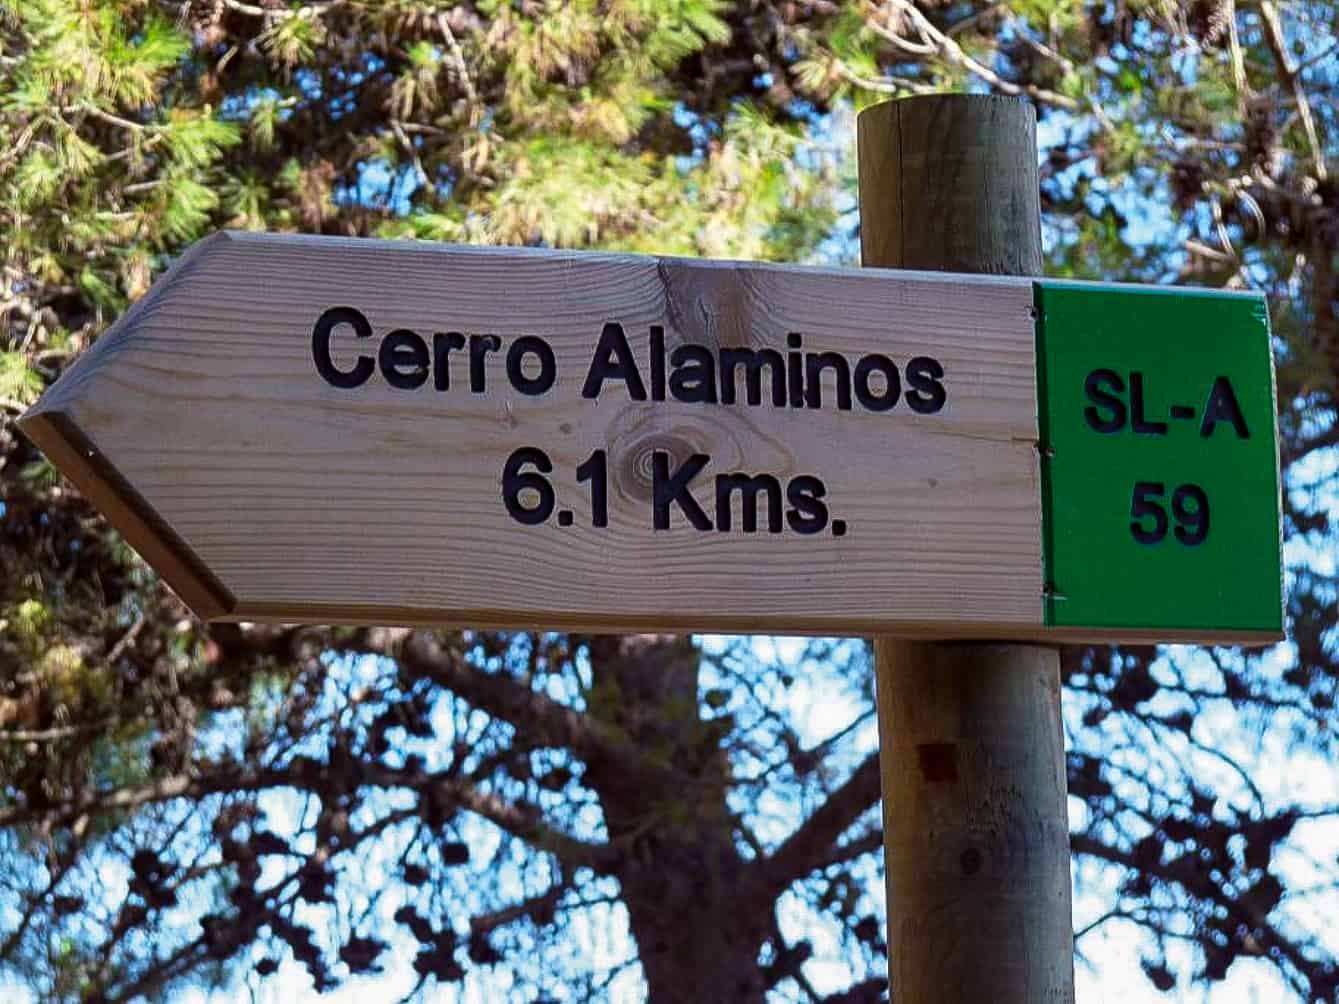 Cerro Alaminos
6.1 Kms.
SL-A
59